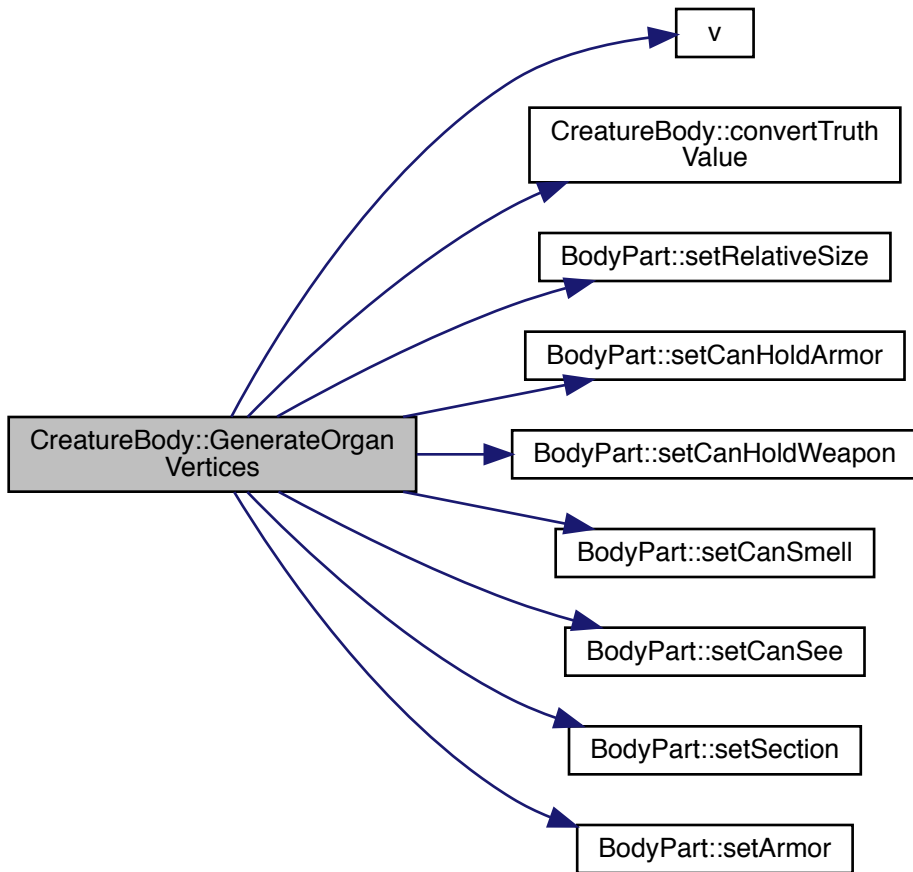 v
CreatureBody::convertTruth
Value
BodyPart::setRelativeSize
BodyPart::setCanHoldArmor
CreatureBody::GenerateOrgan
Vertices
BodyPart::setCanHoldWeapon
BodyPart::setCanSmell
BodyPart::setCanSee
BodyPart::setSection
BodyPart::setArmor